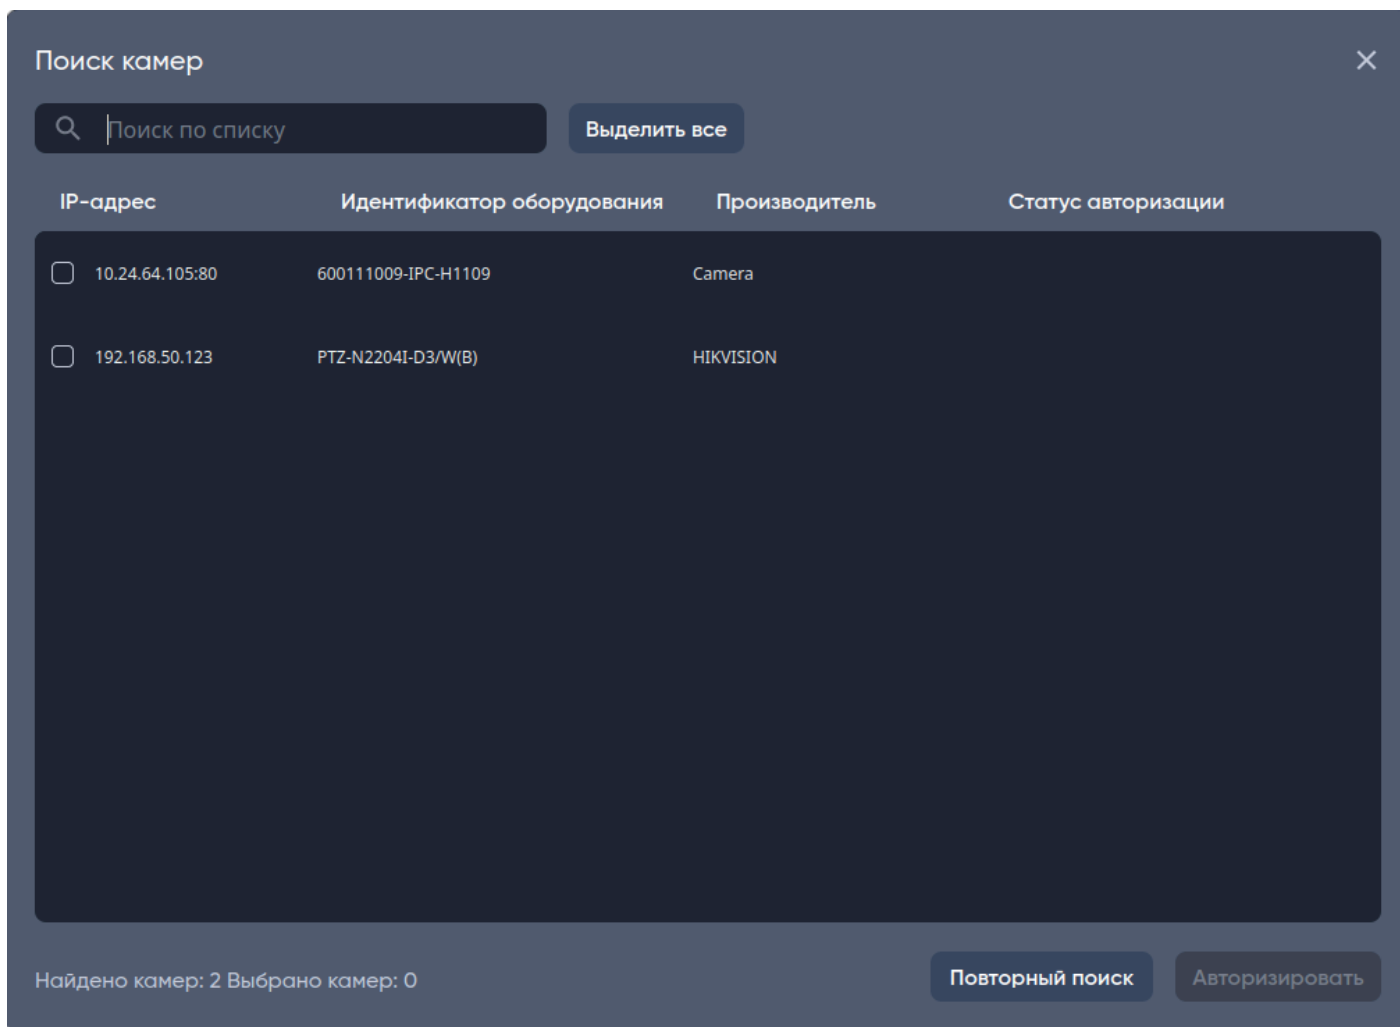 Поиск камер
Поиск по списку
Выделить все
IP-адрес Идентификатор оборудования Производитель Статус авторизации
10.24.64.105:80 600111009-IPC-H1109 Camera
192.168.50.123 PTZ-N2204I-D3/W(B) HIKVISION
Найдено камер: 2 Выбрано камер: 0
Повторный поиск
Авторизировать